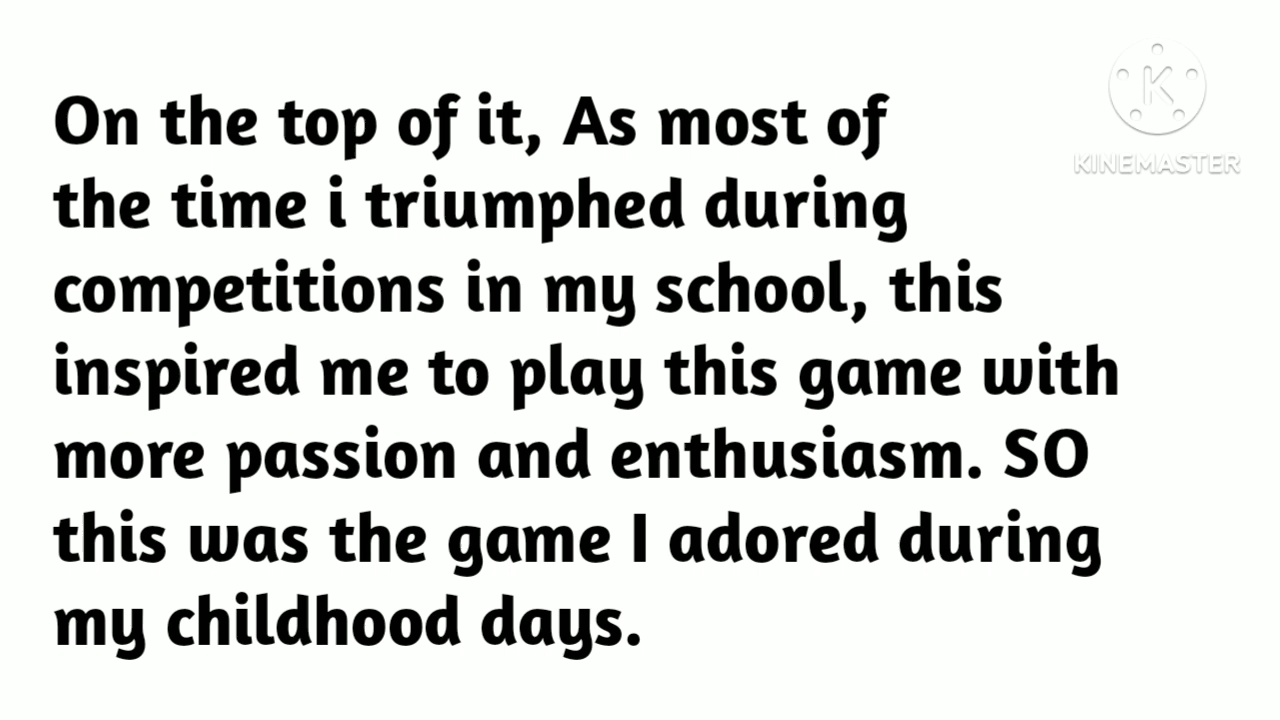 On the top of it, As most of
the time i triumphed during
competitions in my school, this
inspired me to play this game with
more passion and enthusiasm. SO
this was the game I adored during
my childhood days.
K
KINEMASTER